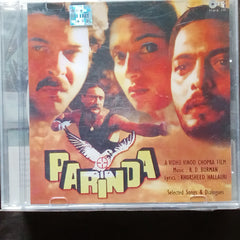 PARINDA
A VIDHU VINOD CHOPRA FILM
Music : R. D. BURMAN
Lyrics : KHURSHEED HALLAURI
Selected Songs & Dialogues